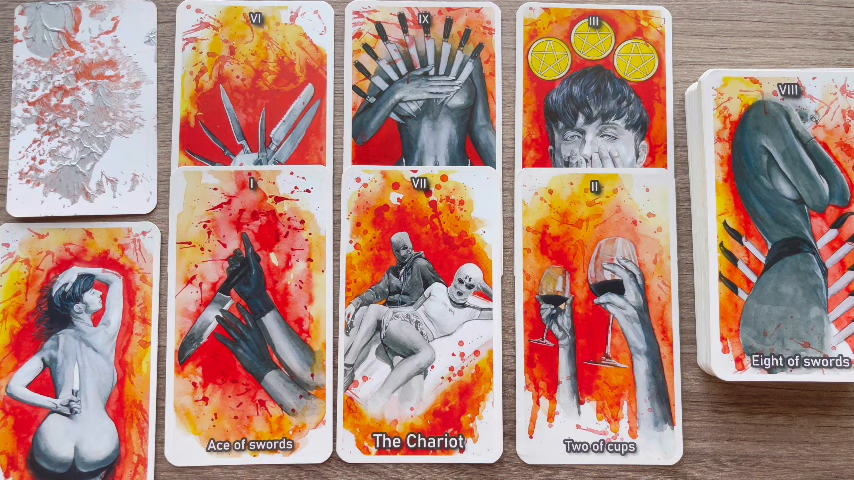 VI
IX
III
VIII
I
VII
II
Eight of swords
Ace of swords
The Chariot
Two of cups